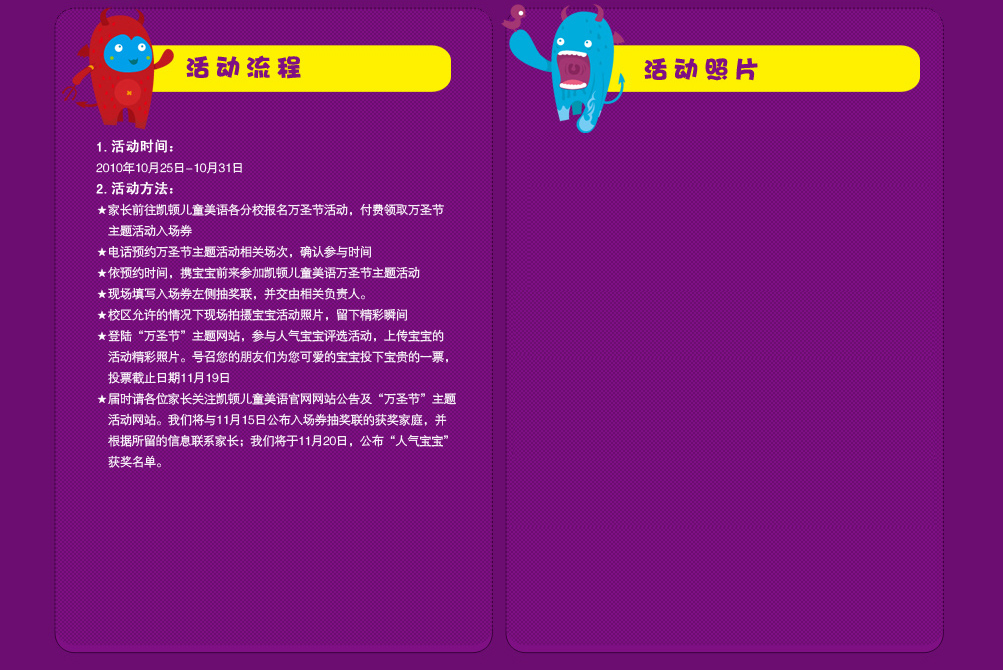 活动流程
1. 活动时间：
2010年10月25日–10月31日
2. 活动方法：
★家长前往凯顿儿童美语各分校报名万圣节活动，付费领取万圣节
主题活动入场券
★电话预约万圣节主题活动相关场次，确认参与时间
★依预约时间，携宝宝前来参加凯顿儿童美语万圣节主题活动
★现场填写入场券左侧抽奖联，并交由相关负责人。
★校区允许的情况下现场拍摄宝宝活动照片，留下精彩瞬间
★登陆“万圣节”主题网站，参与人气宝宝评选活动，上传宝宝的
活动精彩照片。号召您的朋友们为您可爱的宝宝投下宝贵的一票，
投票截止日期11月19日
★届时请各位家长关注凯顿儿童美语官网网站公告及“万圣节”主题
活动网站。我们将与11月15日公布入场券抽奖联的获奖家庭，并
根据所留的信息联系家长；我们将于11月20日，公布“人气宝宝”
获奖名单。
活动照片